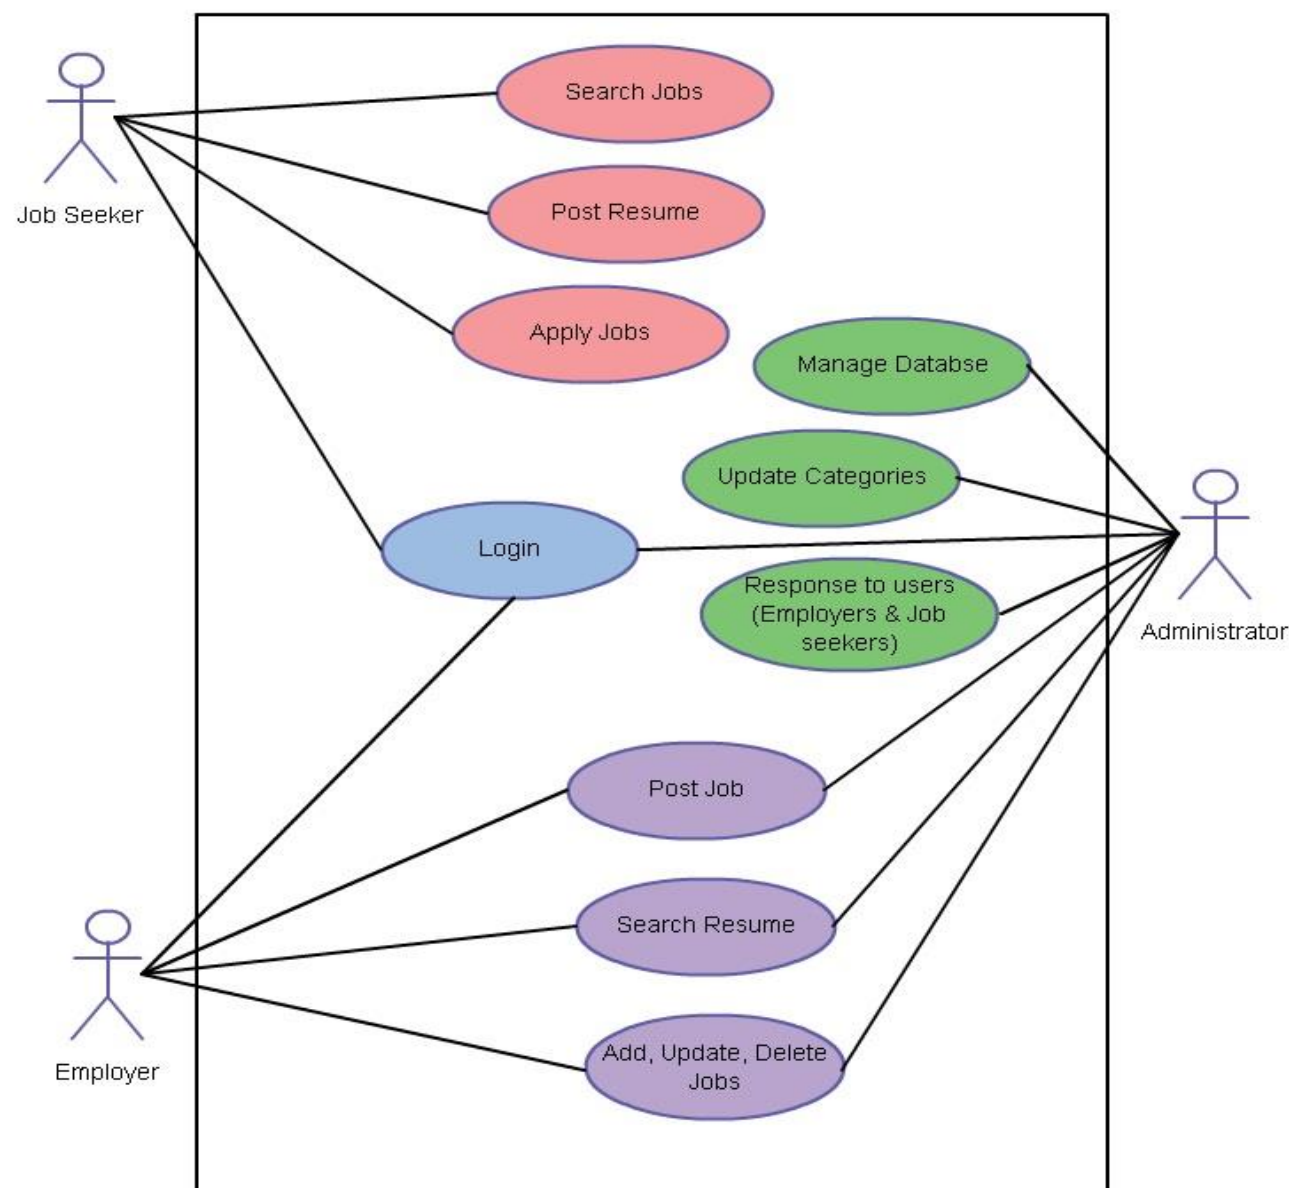 Search Jobs
Job Seeker
Post Resume
Apply Jobs
Manage Databse
Update Categories
Login
Response to users
(Employers & Job
seekers)
Administrator
Post Job
Search Resume
Employer
Add, Update, Delete
Jobs